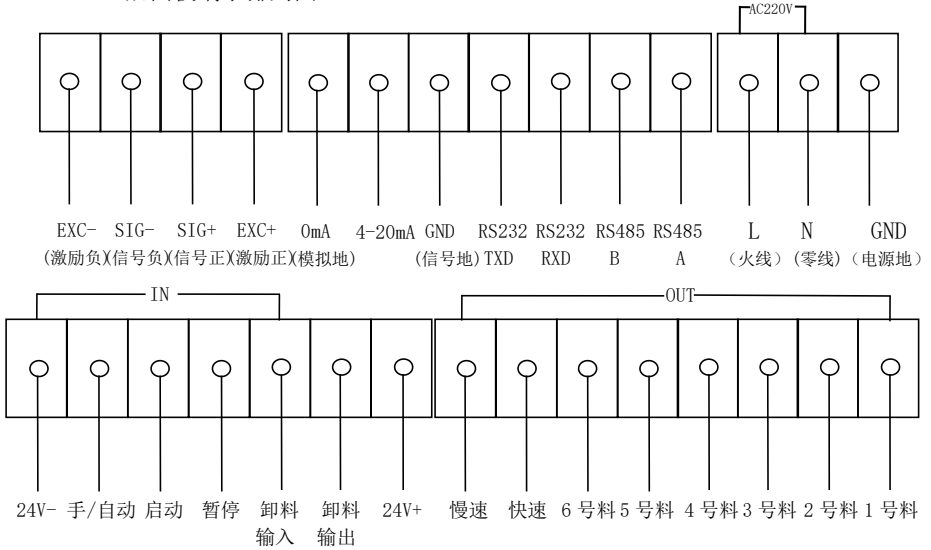 AC220V
EXC- SIG- SIG+ EXC+ 0mA 4-20mA GND RS232 RS232 RS485 RS485 L N GND
(激励负)(信号负)(信号正)(激励正)(模拟地) (信号地) TXD RXD B A (火线) (零线) (电源地)
IN OUT
24V- 手/自动 启动 暂停 卸料 卸料 24V+ 慢速 快速 6号料 5号料 4号料 3号料 2号料 1号料
输入 输出